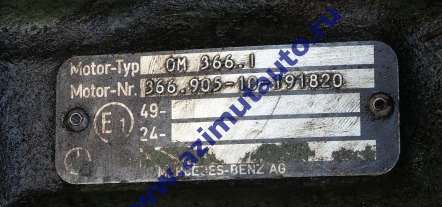 Motor-Typ OM 366.I
Motor-Nr. 366.905-10-191820
E1
49-
24-
MERCEDES-BENZ AG
www.azimutauto.ru